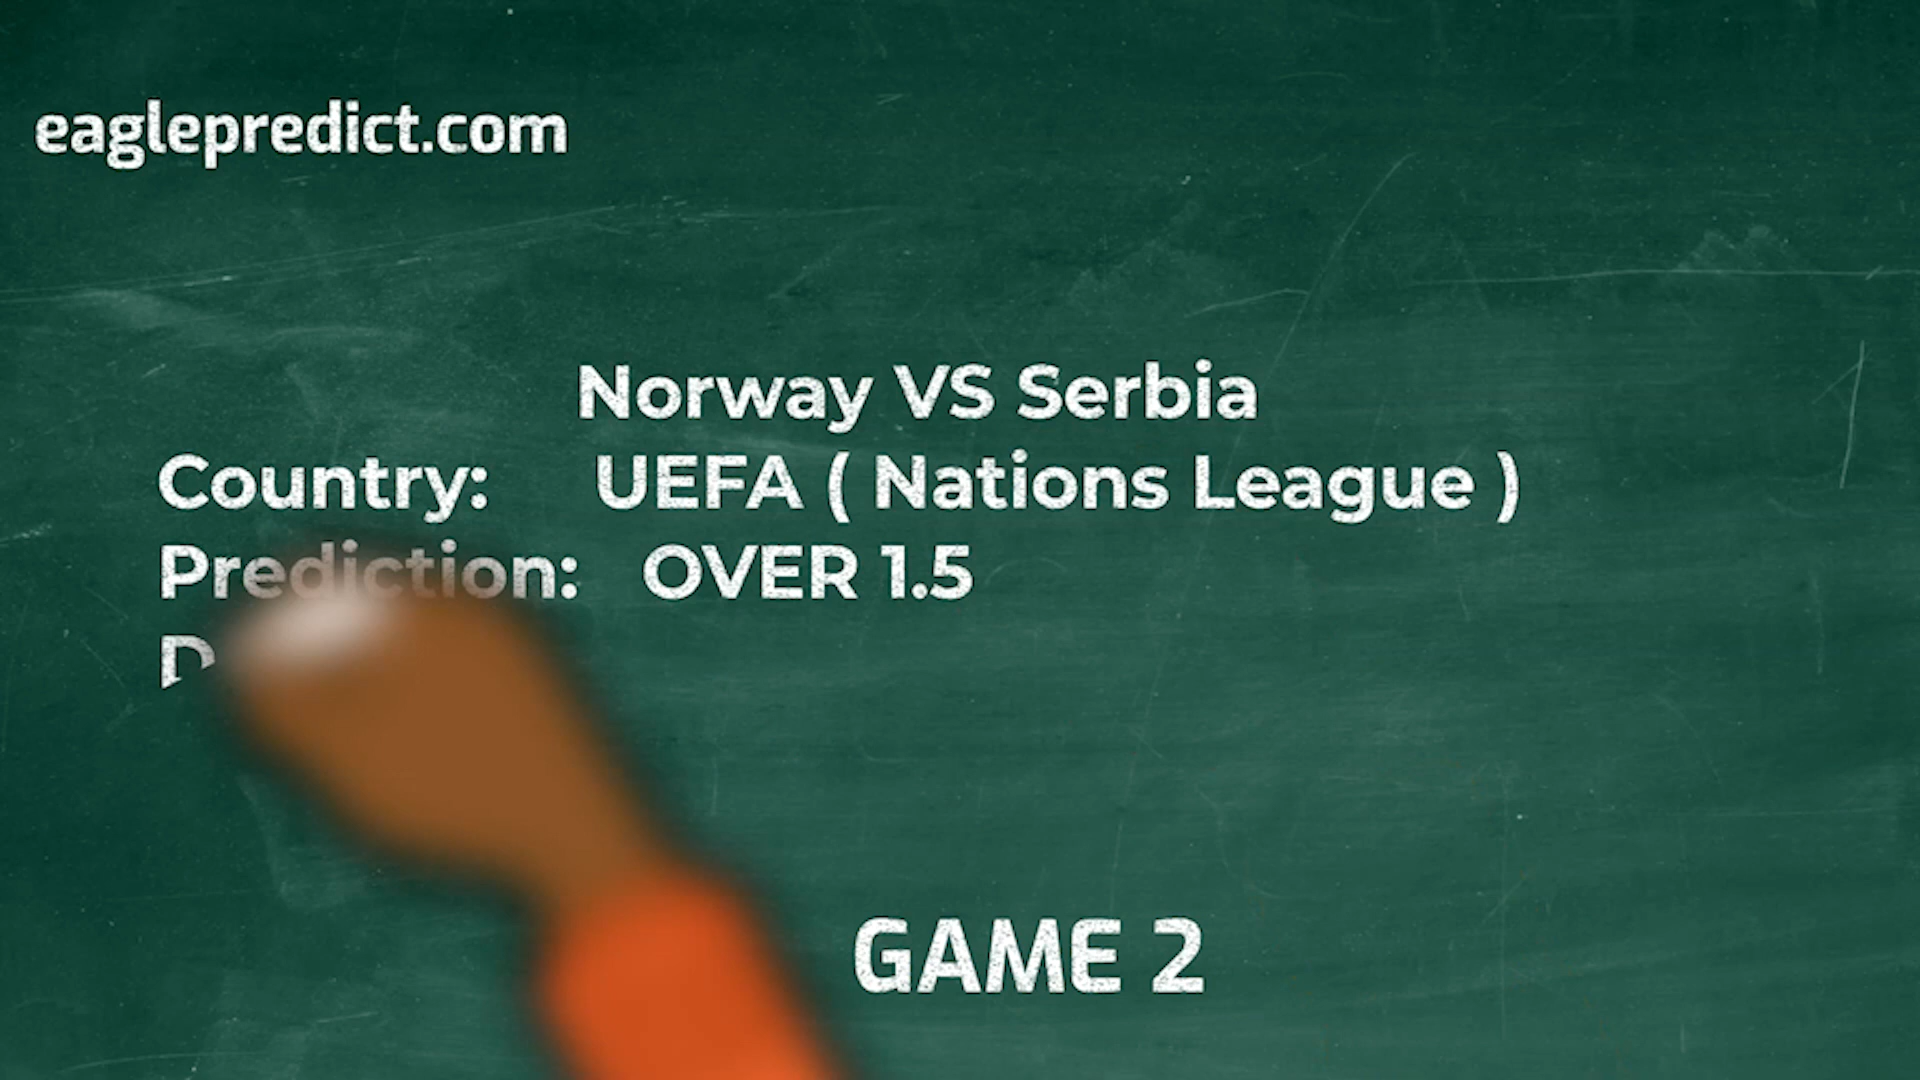 eaglepredict.com
Norway VS Serbia
Country: UEFA ( Nations League )
Prediction: OVER 1.5
GAME 2